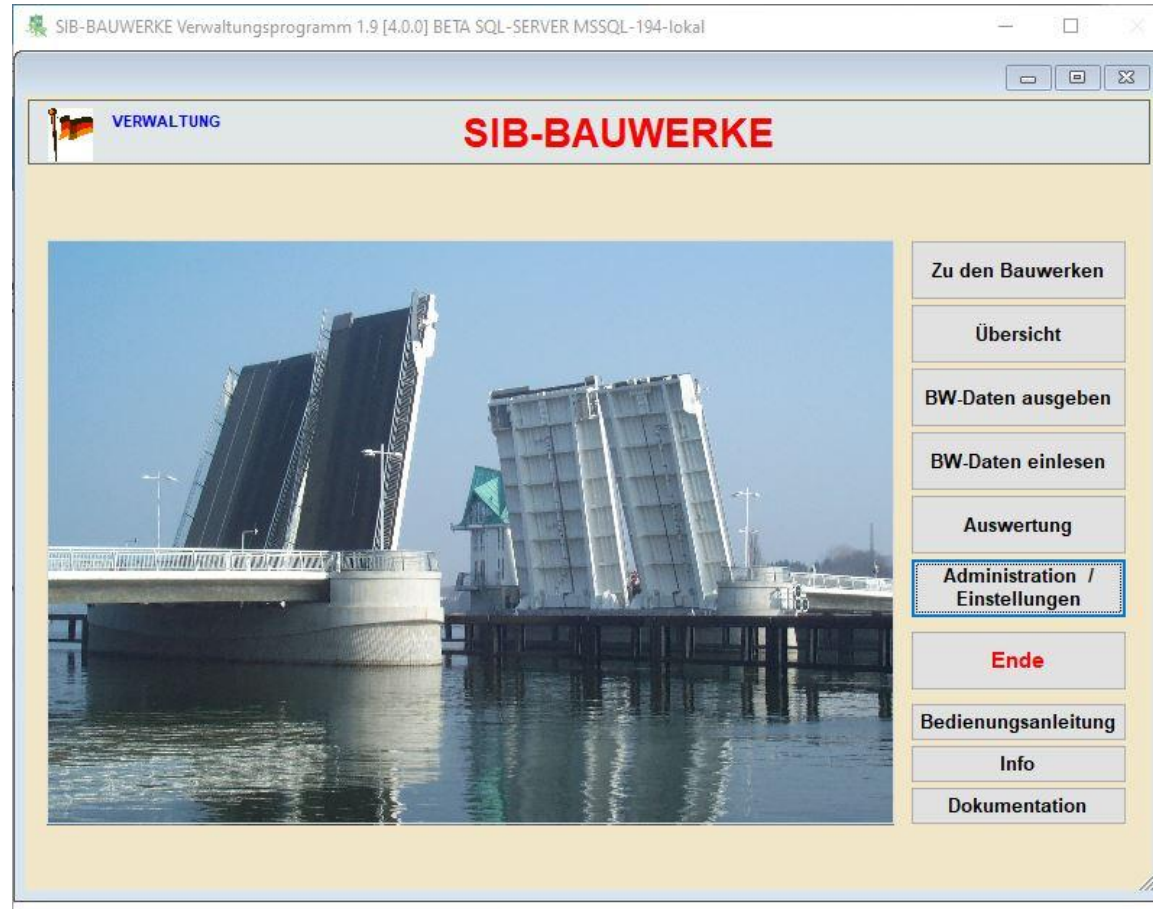 SIB-BAUWERKE Verwaltungsprogramm 1.9 [4.0.0] BETA SQL-SERVER MSSQL-194-lokal
VERWALTUNG
SIB-BAUWERKE
Zu den Bauwerken
Übersicht
BW-Daten ausgeben
BW-Daten einlesen
Auswertung
Administration /
Einstellungen
Ende
Bedienungsanleitung
Info
Dokumentation